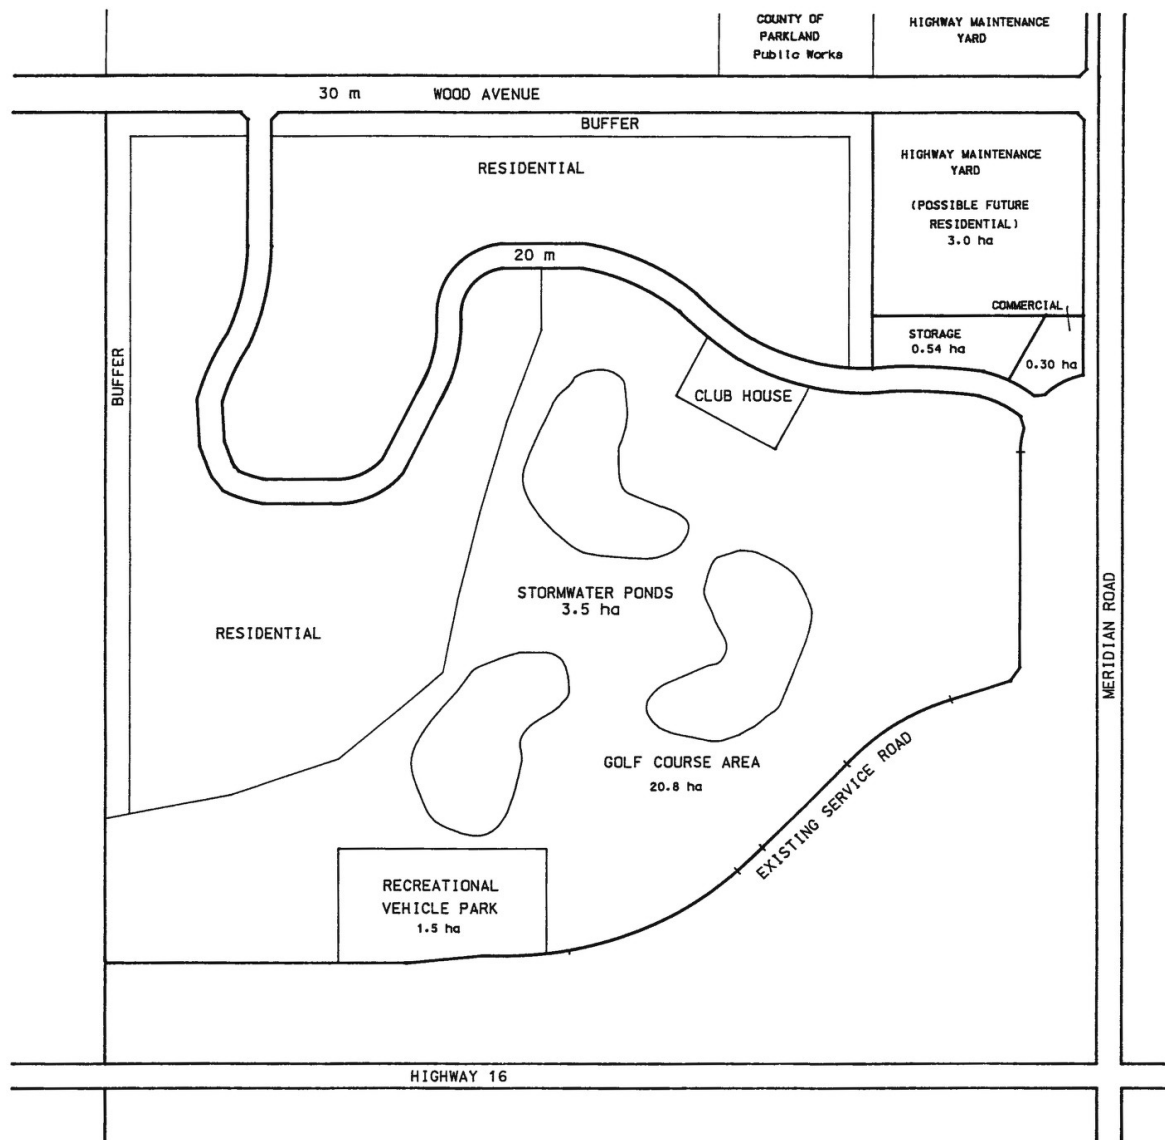 COUNTY OF
PARKLAND
Public Works
HIGHWAY MAINTENANCE
YARD
30 m
WOOD AVENUE
BUFFER
RESIDENTIAL
HIGHWAY MAINTENANCE
YARD
(POSSIBLE FUTURE
RESIDENTIAL)
3.0 ha
20 m
COMMERCIAL
STORAGE
0.54 ha
0.30 ha
BUFFER
CLUB HOUSE
STORMWATER PONDS
3.5 ha
RESIDENTIAL
MERIDIAN ROAD
GOLF COURSE AREA
20.8 ha
EXISTING SERVICE ROAD
RECREATIONAL
VEHICLE PARK
1.5 ha
HIGHWAY 16